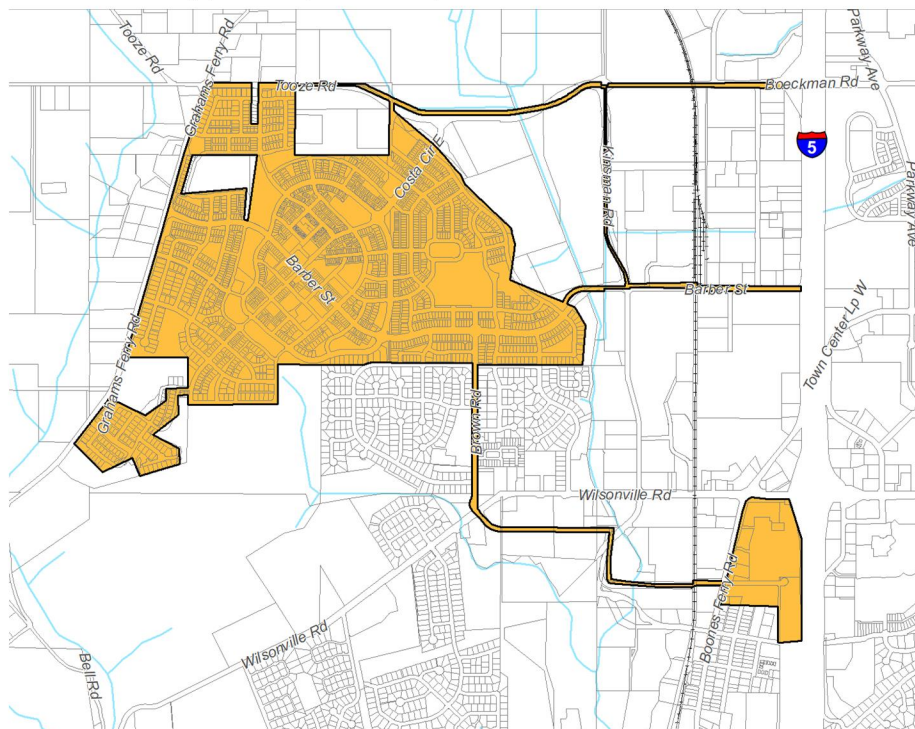 Tooze Rd
Grahams Ferry Rd
Parkway Ave
Tooze Rd
Boeckman Rd
5
Costa Cir E
Kinsman Rd
Parkway Ave
Barber St
Barber St
Town Center Lp W
Grahams Ferry Rd
Brown Rd
Wilsonville Rd
Boones Ferry Rd
Wilsonville Rd
Bell Rd